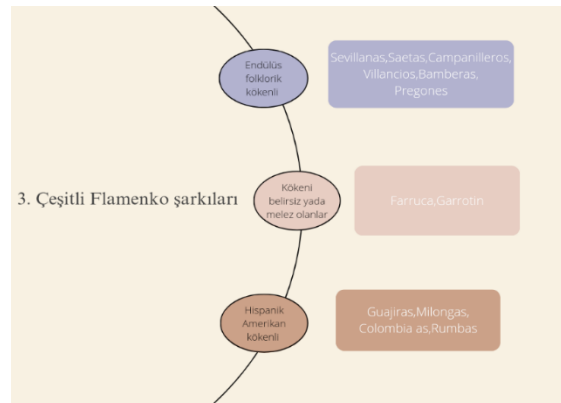 Endülüs
folklorik
kökenli
Sevillanas,Saetas,Campanilleros,
Villancios,Bamberas,
Pregones
3. Çeşitli Flamenko şarkıları
Kökeni
belirsiz yada
melez olanlar
Farruca,Garrotin
Hispanik
Amerikan
kökenli
Guajiras,Milongas,
Colombia as,Rumbas